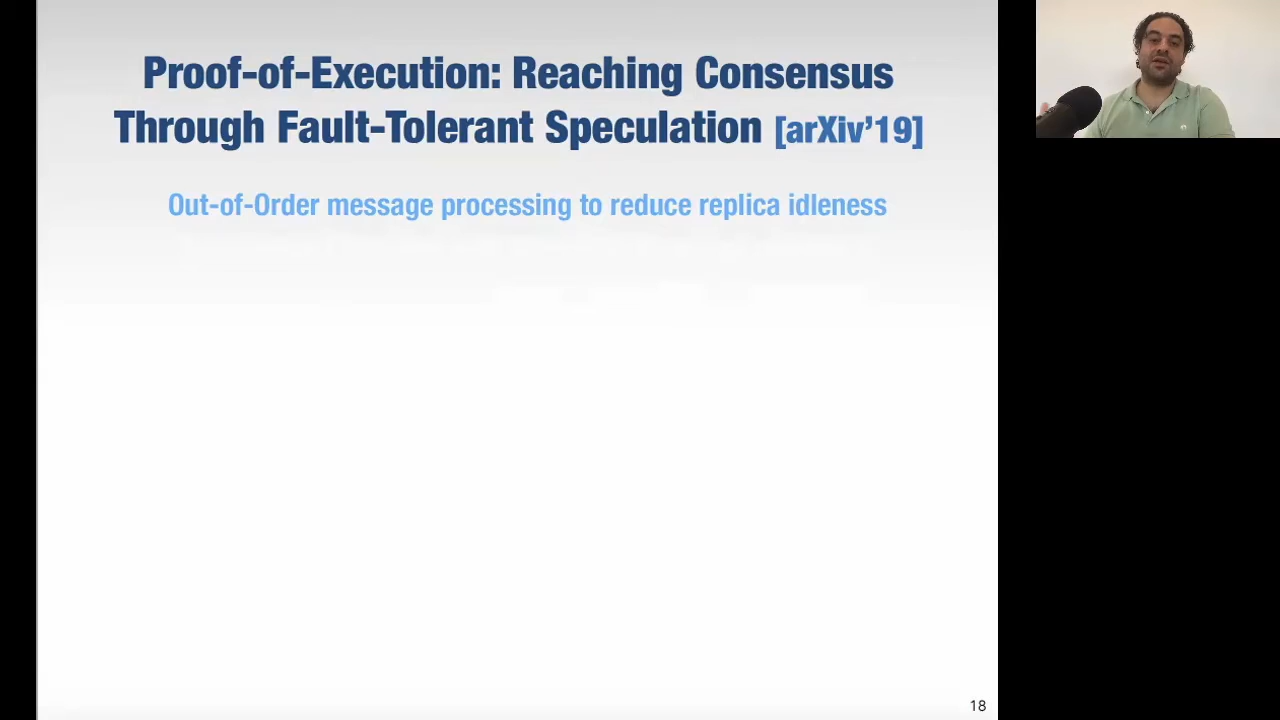 Proof-of-Execution: Reaching Consensus
Through Fault-Tolerant Speculation [arXiv’19]
Out-of-Order message processing to reduce replica idleness
18